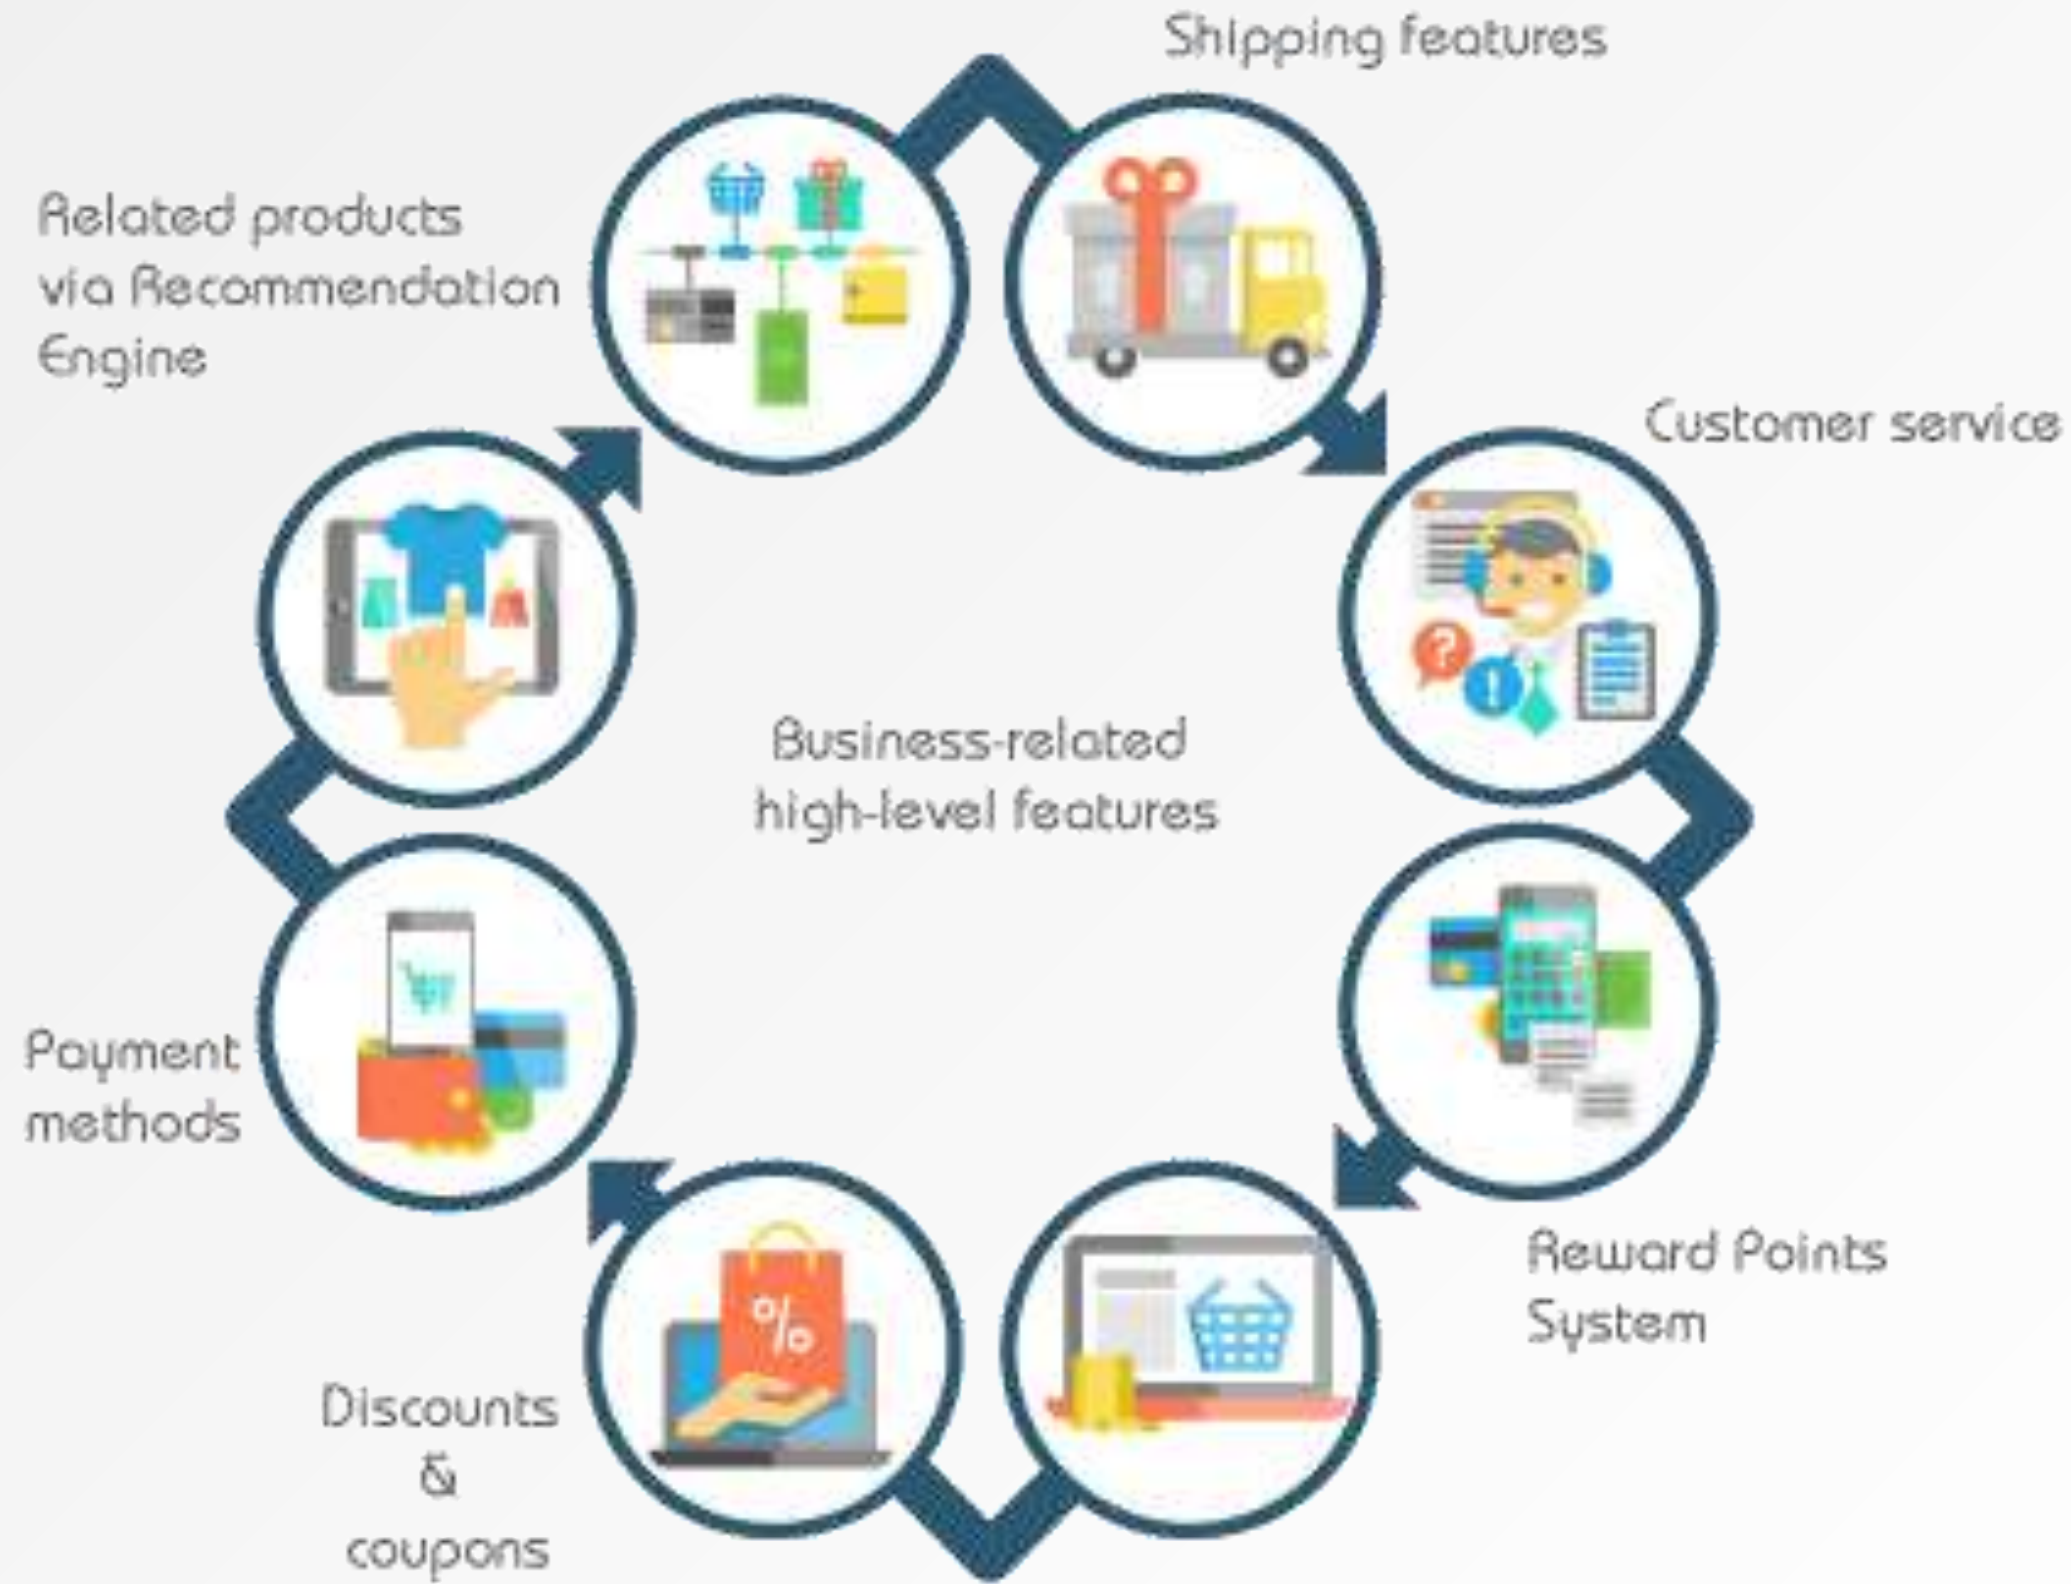 Shipping features
Related products
via Recommendation
Engine
Customer service
Business-related
high-level features
?
!
Payment
methods
Reward Points
System
%
Discounts
&
coupons